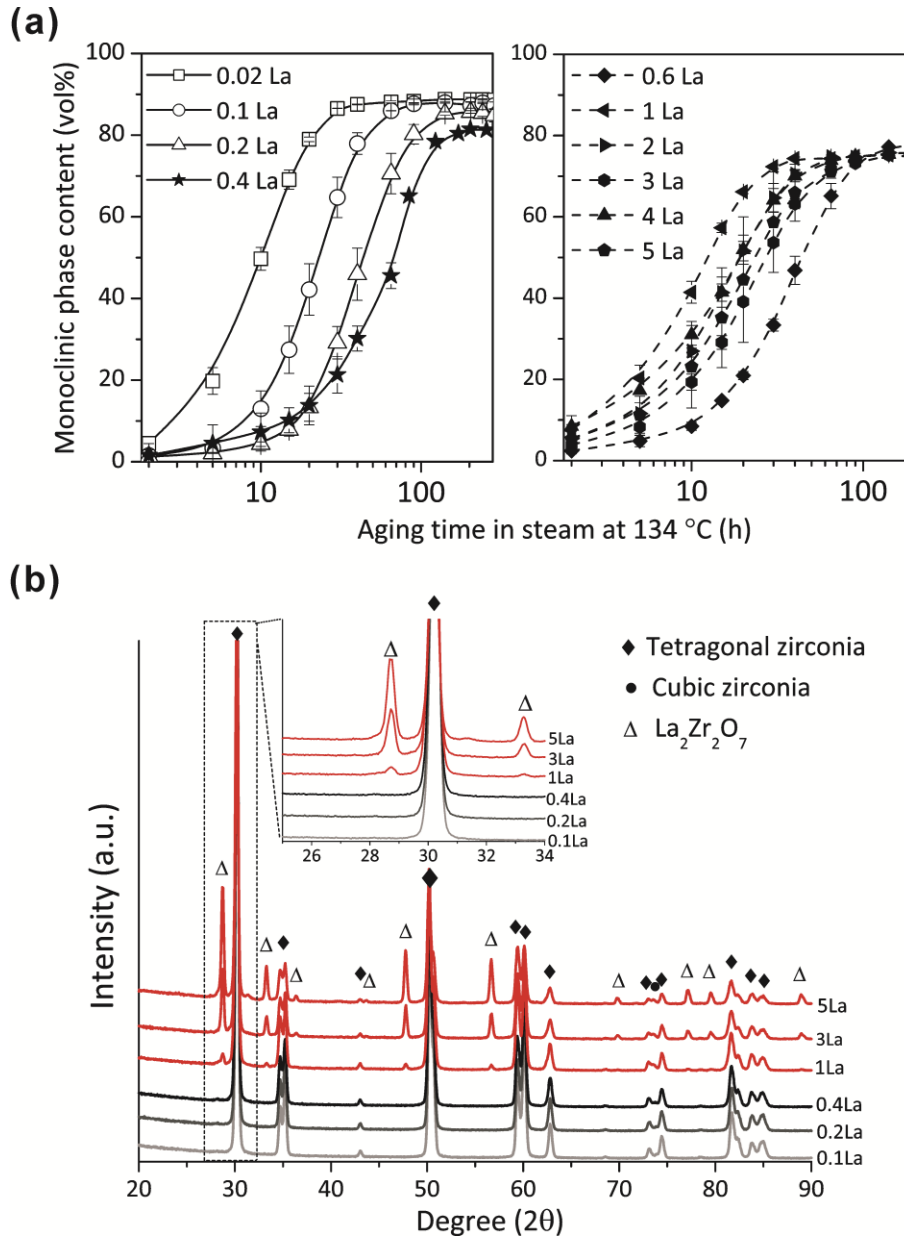 (a)
Monoclinic phase content (vol%)
100
80
60
40
20
0
0.02 La
0.1 La
0.2 La
0.4 La
10
100
100
80
60
40
20
0
0.6 La
1 La
2 La
3 La
4 La
5 La
10
100
Aging time in steam at 134 °C (h)
(b)
Intensity (a.u.)
5La
3La
1La
0.4La
0.2La
0.1La
26 28 30 32 34
Tetragonal zirconia
Cubic zirconia
La2Zr2O7
5La
3La
1La
0.4La
0.2La
0.1La
20 30 40 50 60 70 80 90
Degree (2θ)